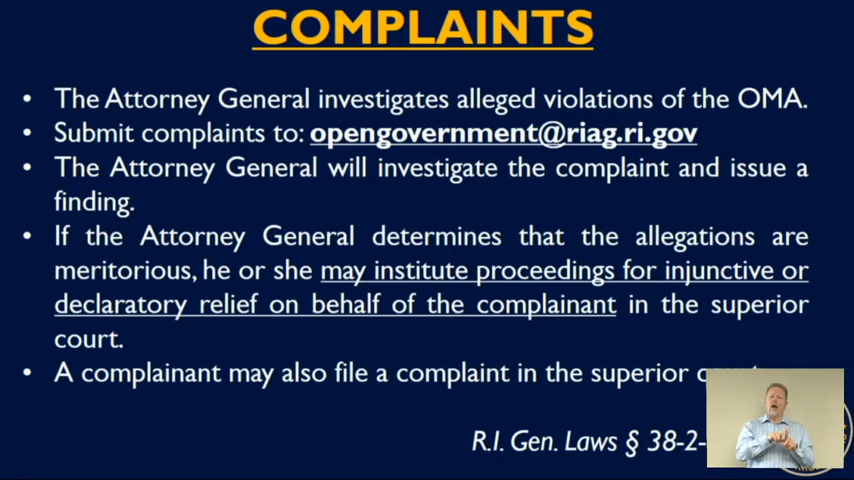 COMPLAINTS
• The Attorney General investigates alleged violations of the OMA.
• Submit complaints to: opengovernment@riag.ri.gov
• The Attorney General will investigate the complaint and issue a
finding.
• If the Attorney General determines that the allegations are
meritorious, he or she may institute proceedings for injunctive or
declaratory relief on behalf of the complainant in the superior
court.
• A complainant may also file a complaint in the superior
R.I. Gen. Laws § 38-2-